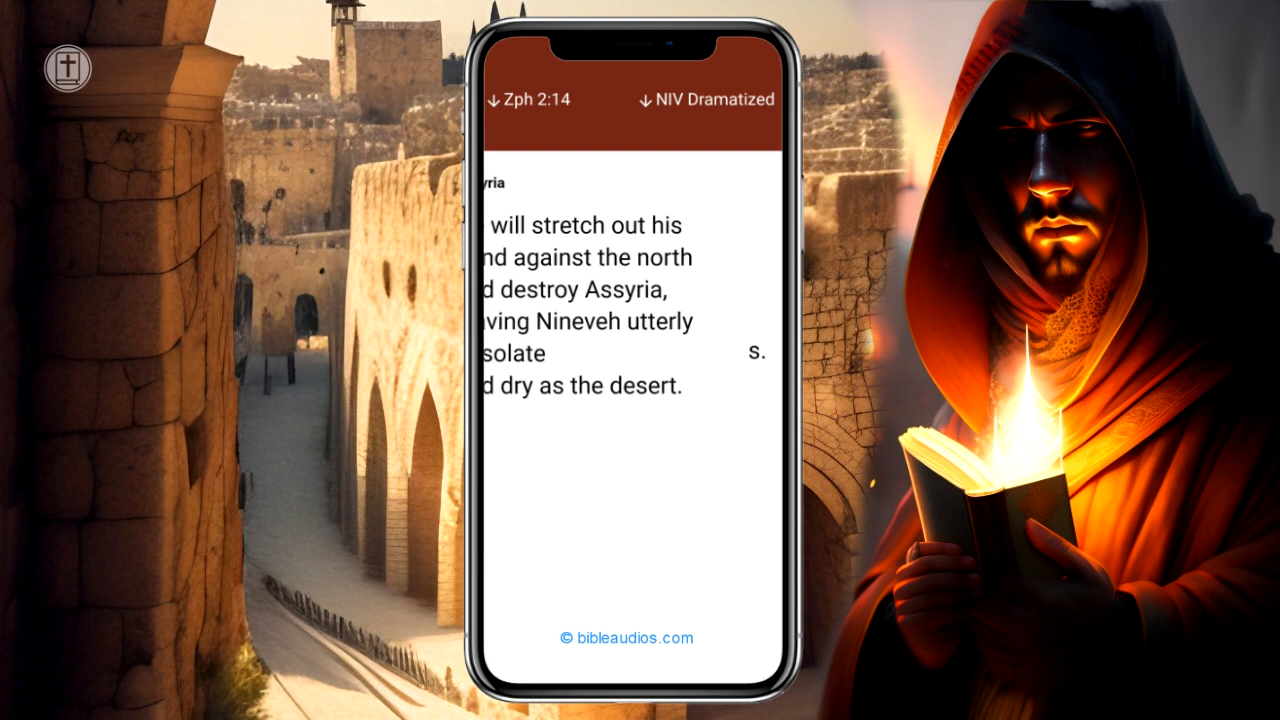 Zph 2:14
NIV Dramatized
yria
will stretch out his
nd against the north
d destroy Assyria,
ving Nineveh utterly
solate
s.
d dry as the desert.
© bibleaudios.com